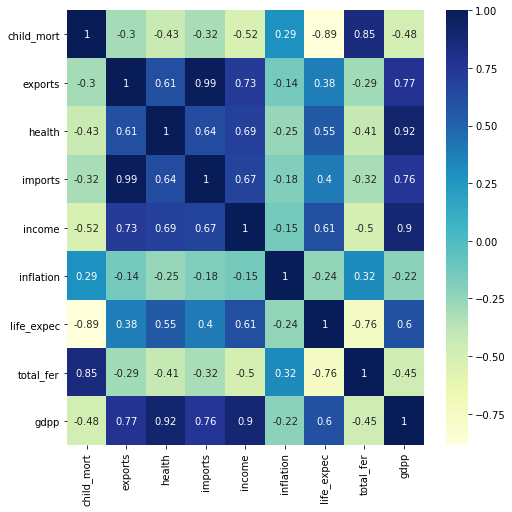 child_mort 1 -0.3 -0.43 -0.32 -0.52 0.29 -0.89 0.85 -0.48
exports -0.3 1 0.61 0.99 0.73 -0.14 0.38 -0.29 0.77
health -0.43 0.61 1 0.64 0.69 -0.25 0.55 -0.41 0.92
imports -0.32 0.99 0.64 1 0.67 -0.18 0.4 -0.32 0.76
income -0.52 0.73 0.69 0.67 1 -0.15 0.61 -0.5 0.9
inflation 0.29 -0.14 -0.25 -0.18 -0.15 1 -0.24 0.32 -0.22
life_expec -0.89 0.38 0.55 0.4 0.61 -0.24 1 -0.76 0.6
total_fer 0.85 -0.29 -0.41 -0.32 -0.5 0.32 -0.76 1 -0.45
gdpp -0.48 0.77 0.92 0.76 0.9 -0.22 0.6 -0.45 1
child_mort
exports
health
imports
income
inflation
life_expec
total_fer
gdpp
1.00
0.75
0.50
0.25
0.00
−0.25
−0.50
−0.75